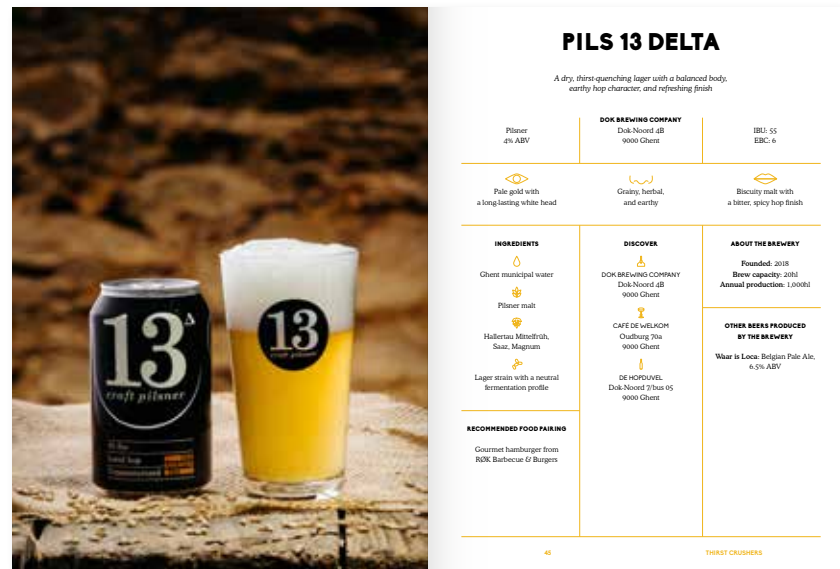 13Δ
craft pilsner
13
craft pilsner
PILS 13 DELTA
A dry, thirst-quenching lager with a balanced body,
earthy hop character, and refreshing finish
Pilsner
4% ABV
DOK BREWING COMPANY
Dok-Noord 4B
9000 Ghent
IBU: 55
EBC: 6
Pale gold with
a long-lasting white head
Grainy, herbal,
and earthy
Biscuity malt with
a bitter, spicy hop finish
INGREDIENTS
Ghent municipal water
Pilsner malt
Hallertau Mittelfrüh,
Saaz, Magnum
Lager strain with a neutral
fermentation profile
RECOMMENDED FOOD PAIRING
Gourmet hamburger from
RØK Barbecue & Burgers
DISCOVER
DOK BREWING COMPANY
Dok-Noord 4B
9000 Ghent
CAFÉ DE WELKOM
Oudburg 70a
9000 Ghent
DE HOPDUVEL
Dok-Noord 7/bus 05
9000 Ghent
ABOUT THE BREWERY
Founded: 2018
Brew capacity: 20hl
Annual production: 1,000hl
OTHER BEERS PRODUCED
BY THE BREWERY
Waar is Loca: Belgian Pale Ale,
6.5% ABV
48
THIRST CRUSHERS